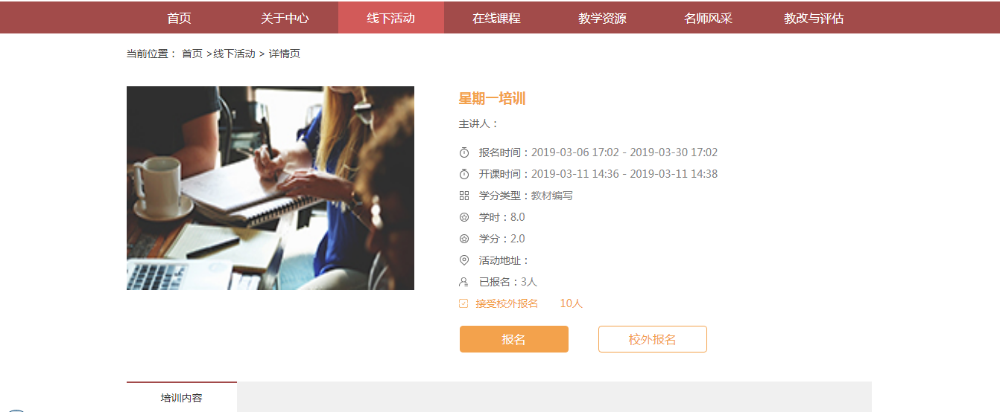 首页 关于中心 线下活动 在线课程 教学资源 名师风采 教改与评估
当前位置： 首页 >线下活动 > 详情页
星期一培训
主讲人：
报名时间：2019-03-06 17:02 - 2019-03-30 17:02
开课时间：2019-03-11 14:36 - 2019-03-11 14:38
学分类型：教材编写
学时：8.0
学分：2.0
活动地址：
已报名：3人
接受校外报名 10人
报名 校外报名
培训内容